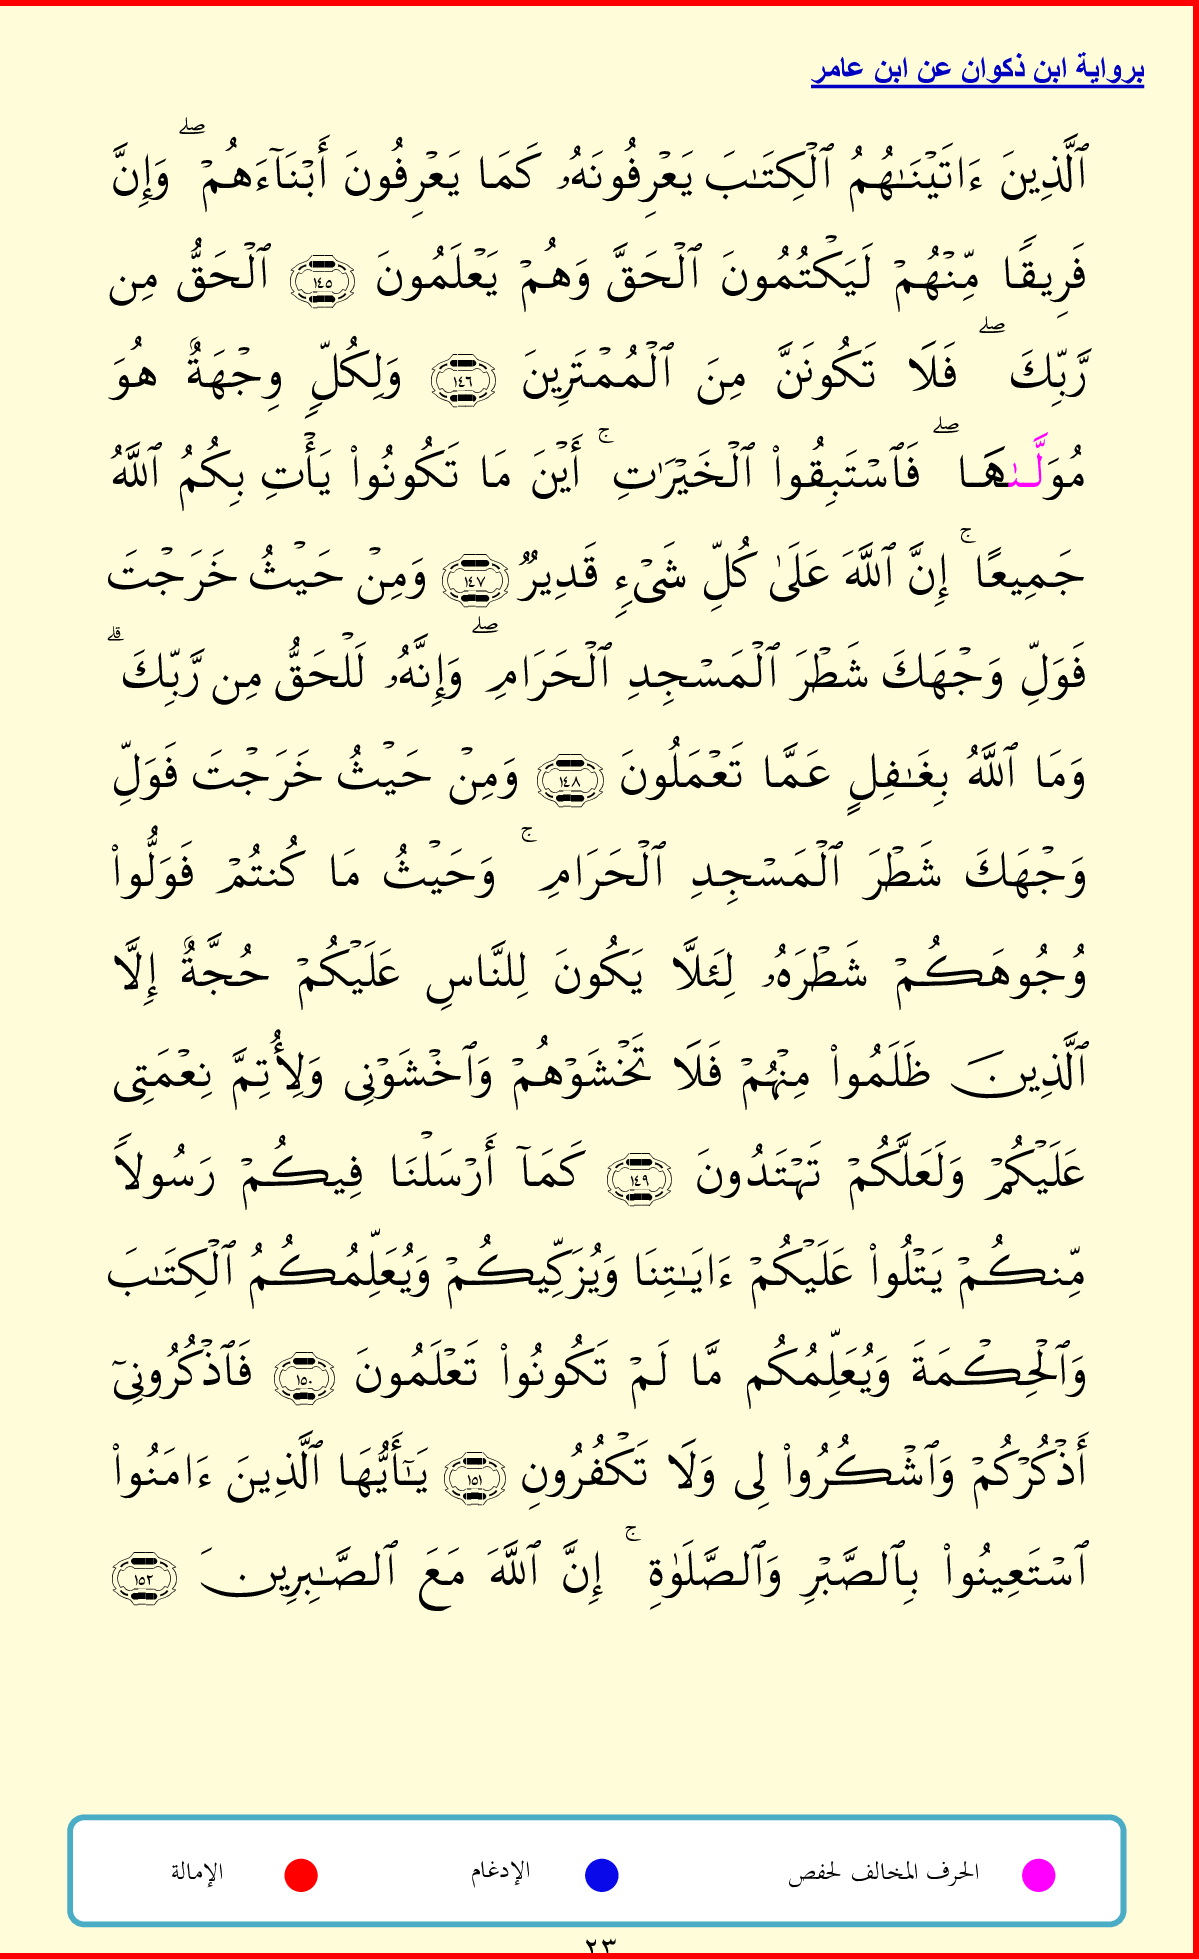 برواية ابن ذكوان عن ابن عامر
ٱلَّذِينَ ءَاتَيْنَـٰهُمُ ٱلْكِتَـٰبَ يَعْرِفُونَهُۥ كَمَا يَعْرِفُونَ أَبْنَآءَهُمْ ۖ وَإِنَّ
فَرِيقًا مِّنْهُمْ لَيَكْتُمُونَ ٱلْحَقَّ وَهُمْ يَعْلَمُونَ ١٤٥ ٱلْحَقُّ مِن
رَّبِّكَ ۖ فَلَا تَكُونَنَّ مِنَ ٱلْمُمْتَرِينَ ١٤٦ وَلِكُلٍّ وِجْهَةٌ هُوَ
مُوَلَّـٰهَـا ۖ فَٱسْتَبِقُوا۟ ٱلْخَيْرَٰتِ ۚ أَيْنَ مَا تَكُونُوا۟ يَأْتِ بِكُمُ ٱللَّهُ
جَمِيعًا ۚ إِنَّ ٱللَّهَ عَلَىٰ كُلِّ شَىْءٍ قَدِيرٌ ١٤٧ وَمِنْ حَيْثُ خَرَجْتَ
فَوَلِّ وَجْهَكَ شَطْرَ ٱلْمَسْجِدِ ٱلْحَرَامِ ۖ وَإِنَّهُۥ لَلْحَقُّ مِن رَّبِّكَ ۗ
وَمَا ٱللَّهُ بِغَـٰفِلٍ عَمَّا تَعْمَلُونَ ١٤٨ وَمِنْ حَيْثُ خَرَجْتَ فَوَلِّ
وَجْهَكَ شَطْرَ ٱلْمَسْجِدِ ٱلْحَرَامِ ۚ وَحَيْثُ مَا كُنتُمْ فَوَلُّوا۟
وُجُوهَكُمْ شَطْرَهُۥ لِئَلَّا يَكُونَ لِلنَّاسِ عَلَيْكُمْ حُجَّةٌ إِلَّا
ٱلَّذِينَ ظَلَمُوا۟ مِنْهُمْ فَلَا تَخْشَوْهُمْ وَٱخْشَوْنِى وَلِأُتِمَّ نِعْمَتِى
عَلَيْكُمْ وَلَعَلَّكُمْ تَهْتَدُونَ ١٤٩ كَمَآ أَرْسَلْنَا فِيكُمْ رَسُولًا
مِّنكُمْ يَتْلُوا۟ عَلَيْكُمْ ءَايَـٰتِنَا وَيُزَكِّيكُمْ وَيُعَلِّمُكُمُ ٱلْكِتَـٰبَ
وَٱلْحِكْمَةَ وَيُعَلِّمُكُم مَّا لَمْ تَكُونُوا۟ تَعْلَمُونَ ١٥٠ فَٱذْكُرُونِىٓ
أَذْكُرْكُمْ وَٱشْكُرُوا۟ لِى وَلَا تَكْفُرُونِ ١٥١ يَـٰٓأَيُّهَا ٱلَّذِينَ ءَامَنُوا۟
ٱسْتَعِينُوا۟ بِٱلصَّبْرِ وَٱلصَّلَوٰةِ ۚ إِنَّ ٱللَّهَ مَعَ ٱلصَّـٰبِرِينَ ١٥٢
الحرف المخالف لحفص الإدغام الإمالة
٢٣